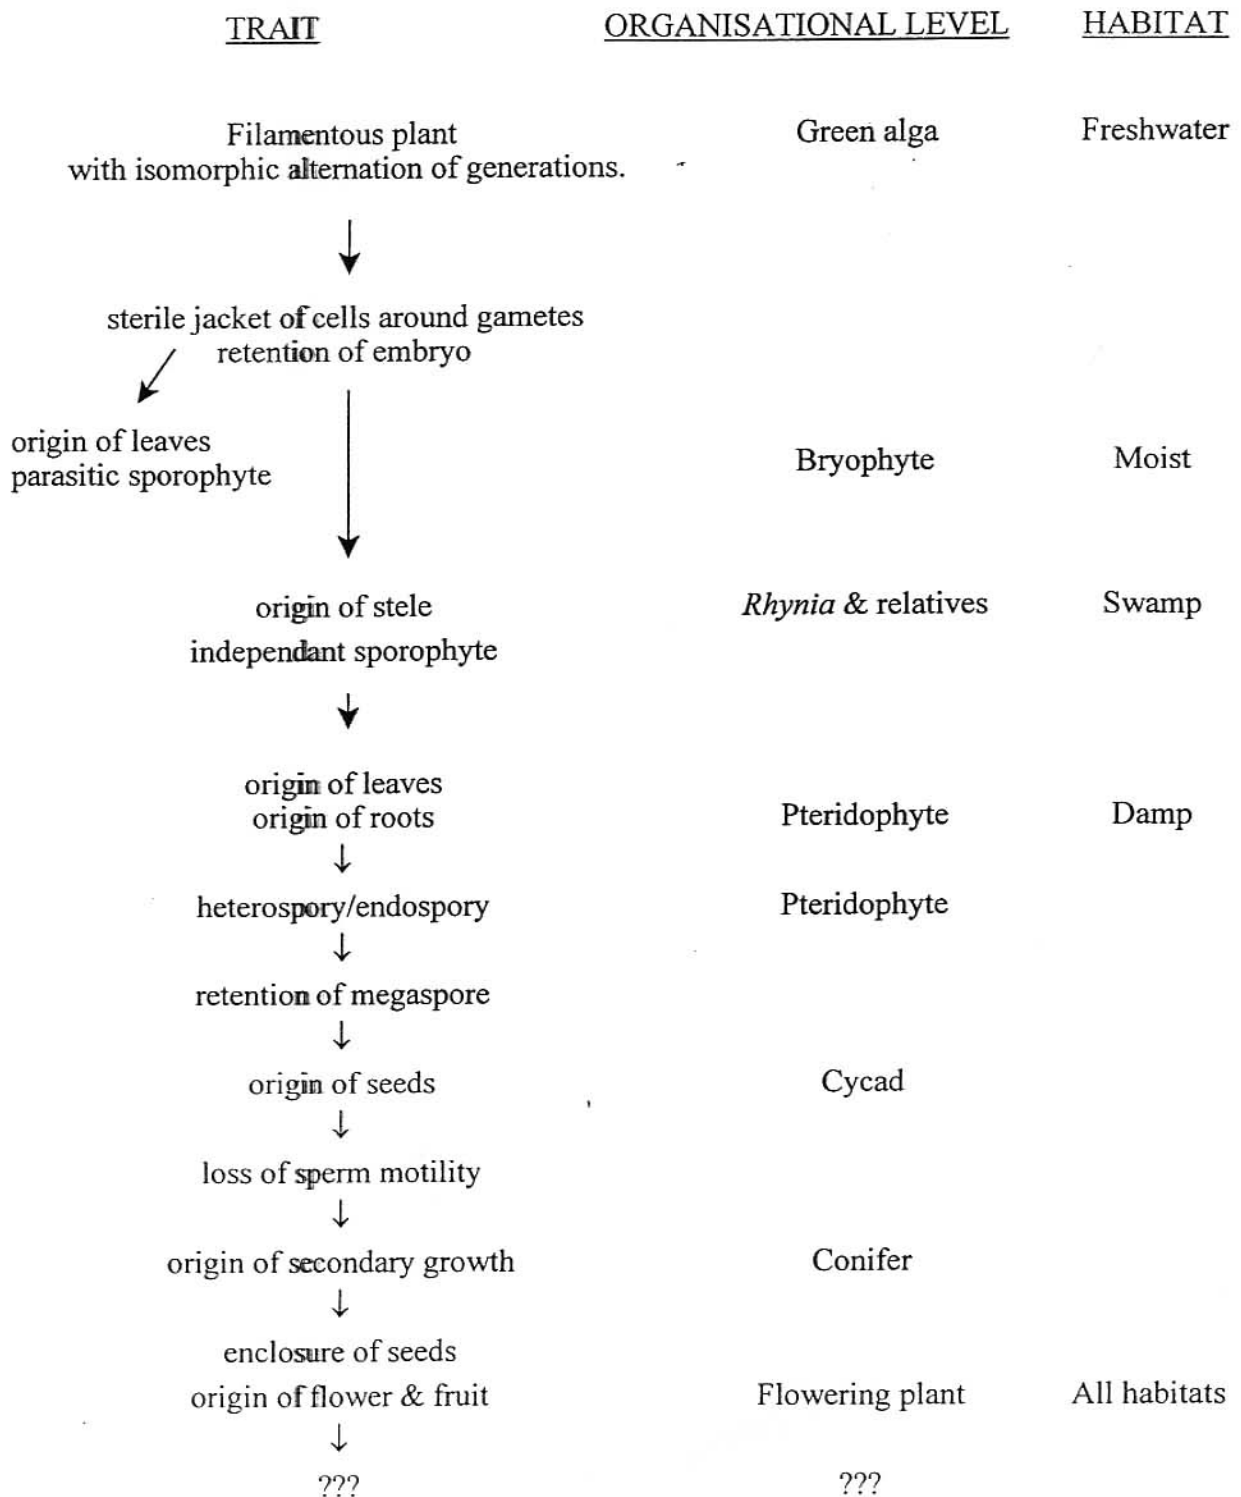 TRAIT ORGANISATIONAL LEVEL HABITAT
Filamentous plant Green alga Freshwater
with isomorphic alternation of generations.
sterile jacket of cells around gametes
retention of embryo
origin of leaves
parasitic sporophyte Bryophyte Moist
origin of stele Rhynia & relatives Swamp
independant sporophyte
origin of leaves
origin of roots Pteridophyte Damp
heterospory/endospory Pteridophyte
retention of megaspore
origin of seeds Cycad
loss of sperm motility
origin of secondary growth Conifer
enclosure of seeds
origin of flower & fruit Flowering plant All habitats
??? ???